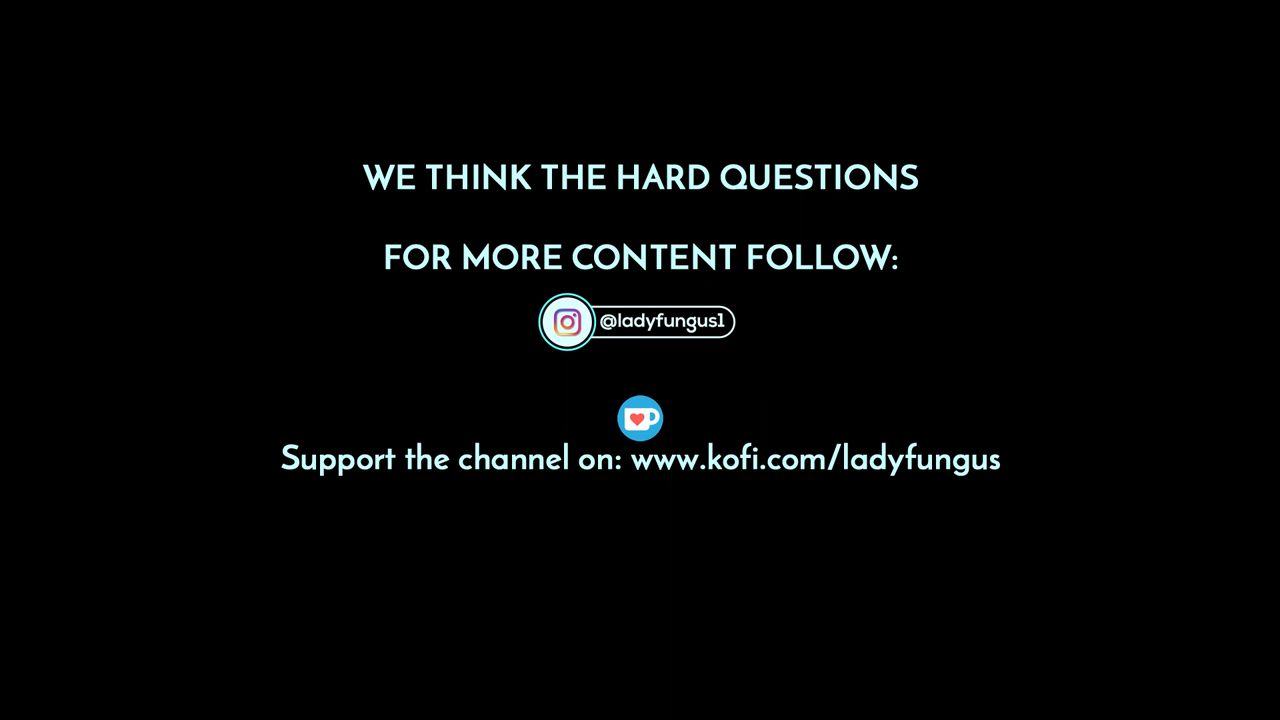 WE THINK THE HARD QUESTIONS
FOR MORE CONTENT FOLLOW:
@ladyfungus1
Support the channel on: www.kofi.com/ladyfungus